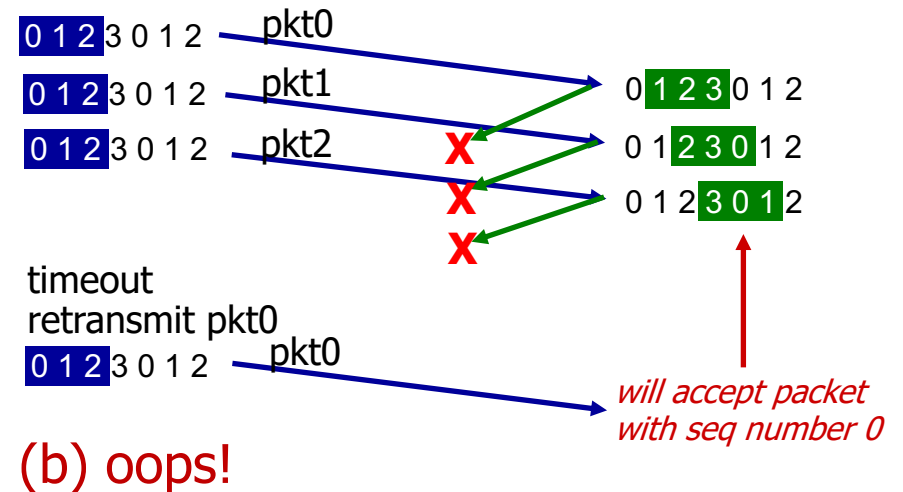 0 1 2 3 0 1 2 pkt0
0 1 2 3 0 1 2
0 1 2 3 0 1 2 pkt1
X 0 1 2 3 0 1 2
0 1 2 3 0 1 2 pkt2
X 0 1 2 3 0 1 2
X
timeout
retransmit pkt0
0 1 2 3 0 1 2 pkt0
will accept packet
with seq number 0
(b) oops!